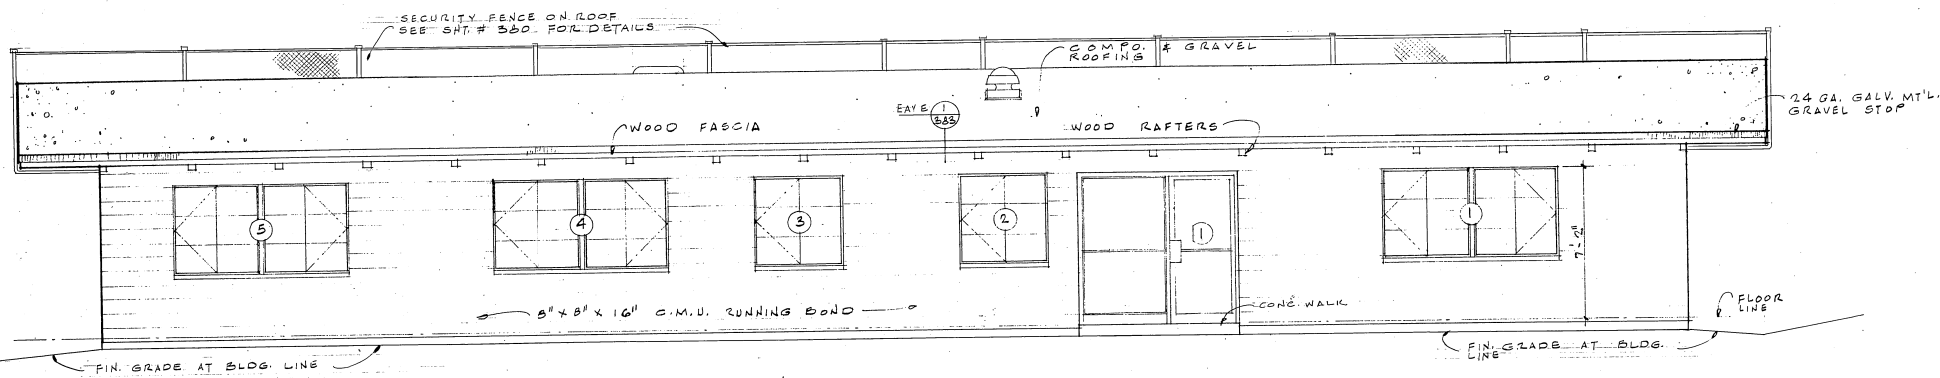 SECURITY FENCE ON ROOF
SEE SHT. # 380 FOR DETAILS
COMPO. & GRAVEL
ROOFING
24 GA. GALV. MT'L.
GRAVEL STOP
EAVE 1
383
WOOD FASCIA
WOOD RAFTERS
5
4
3
2
1
1
7'-2"
8" X 8" X 16" C.M.U. RUNNING BOND
CONC. WALK
FLOOR
LINE
FIN. GRADE AT BLDG. LINE
FIN. GRADE AT BLDG.
LINE